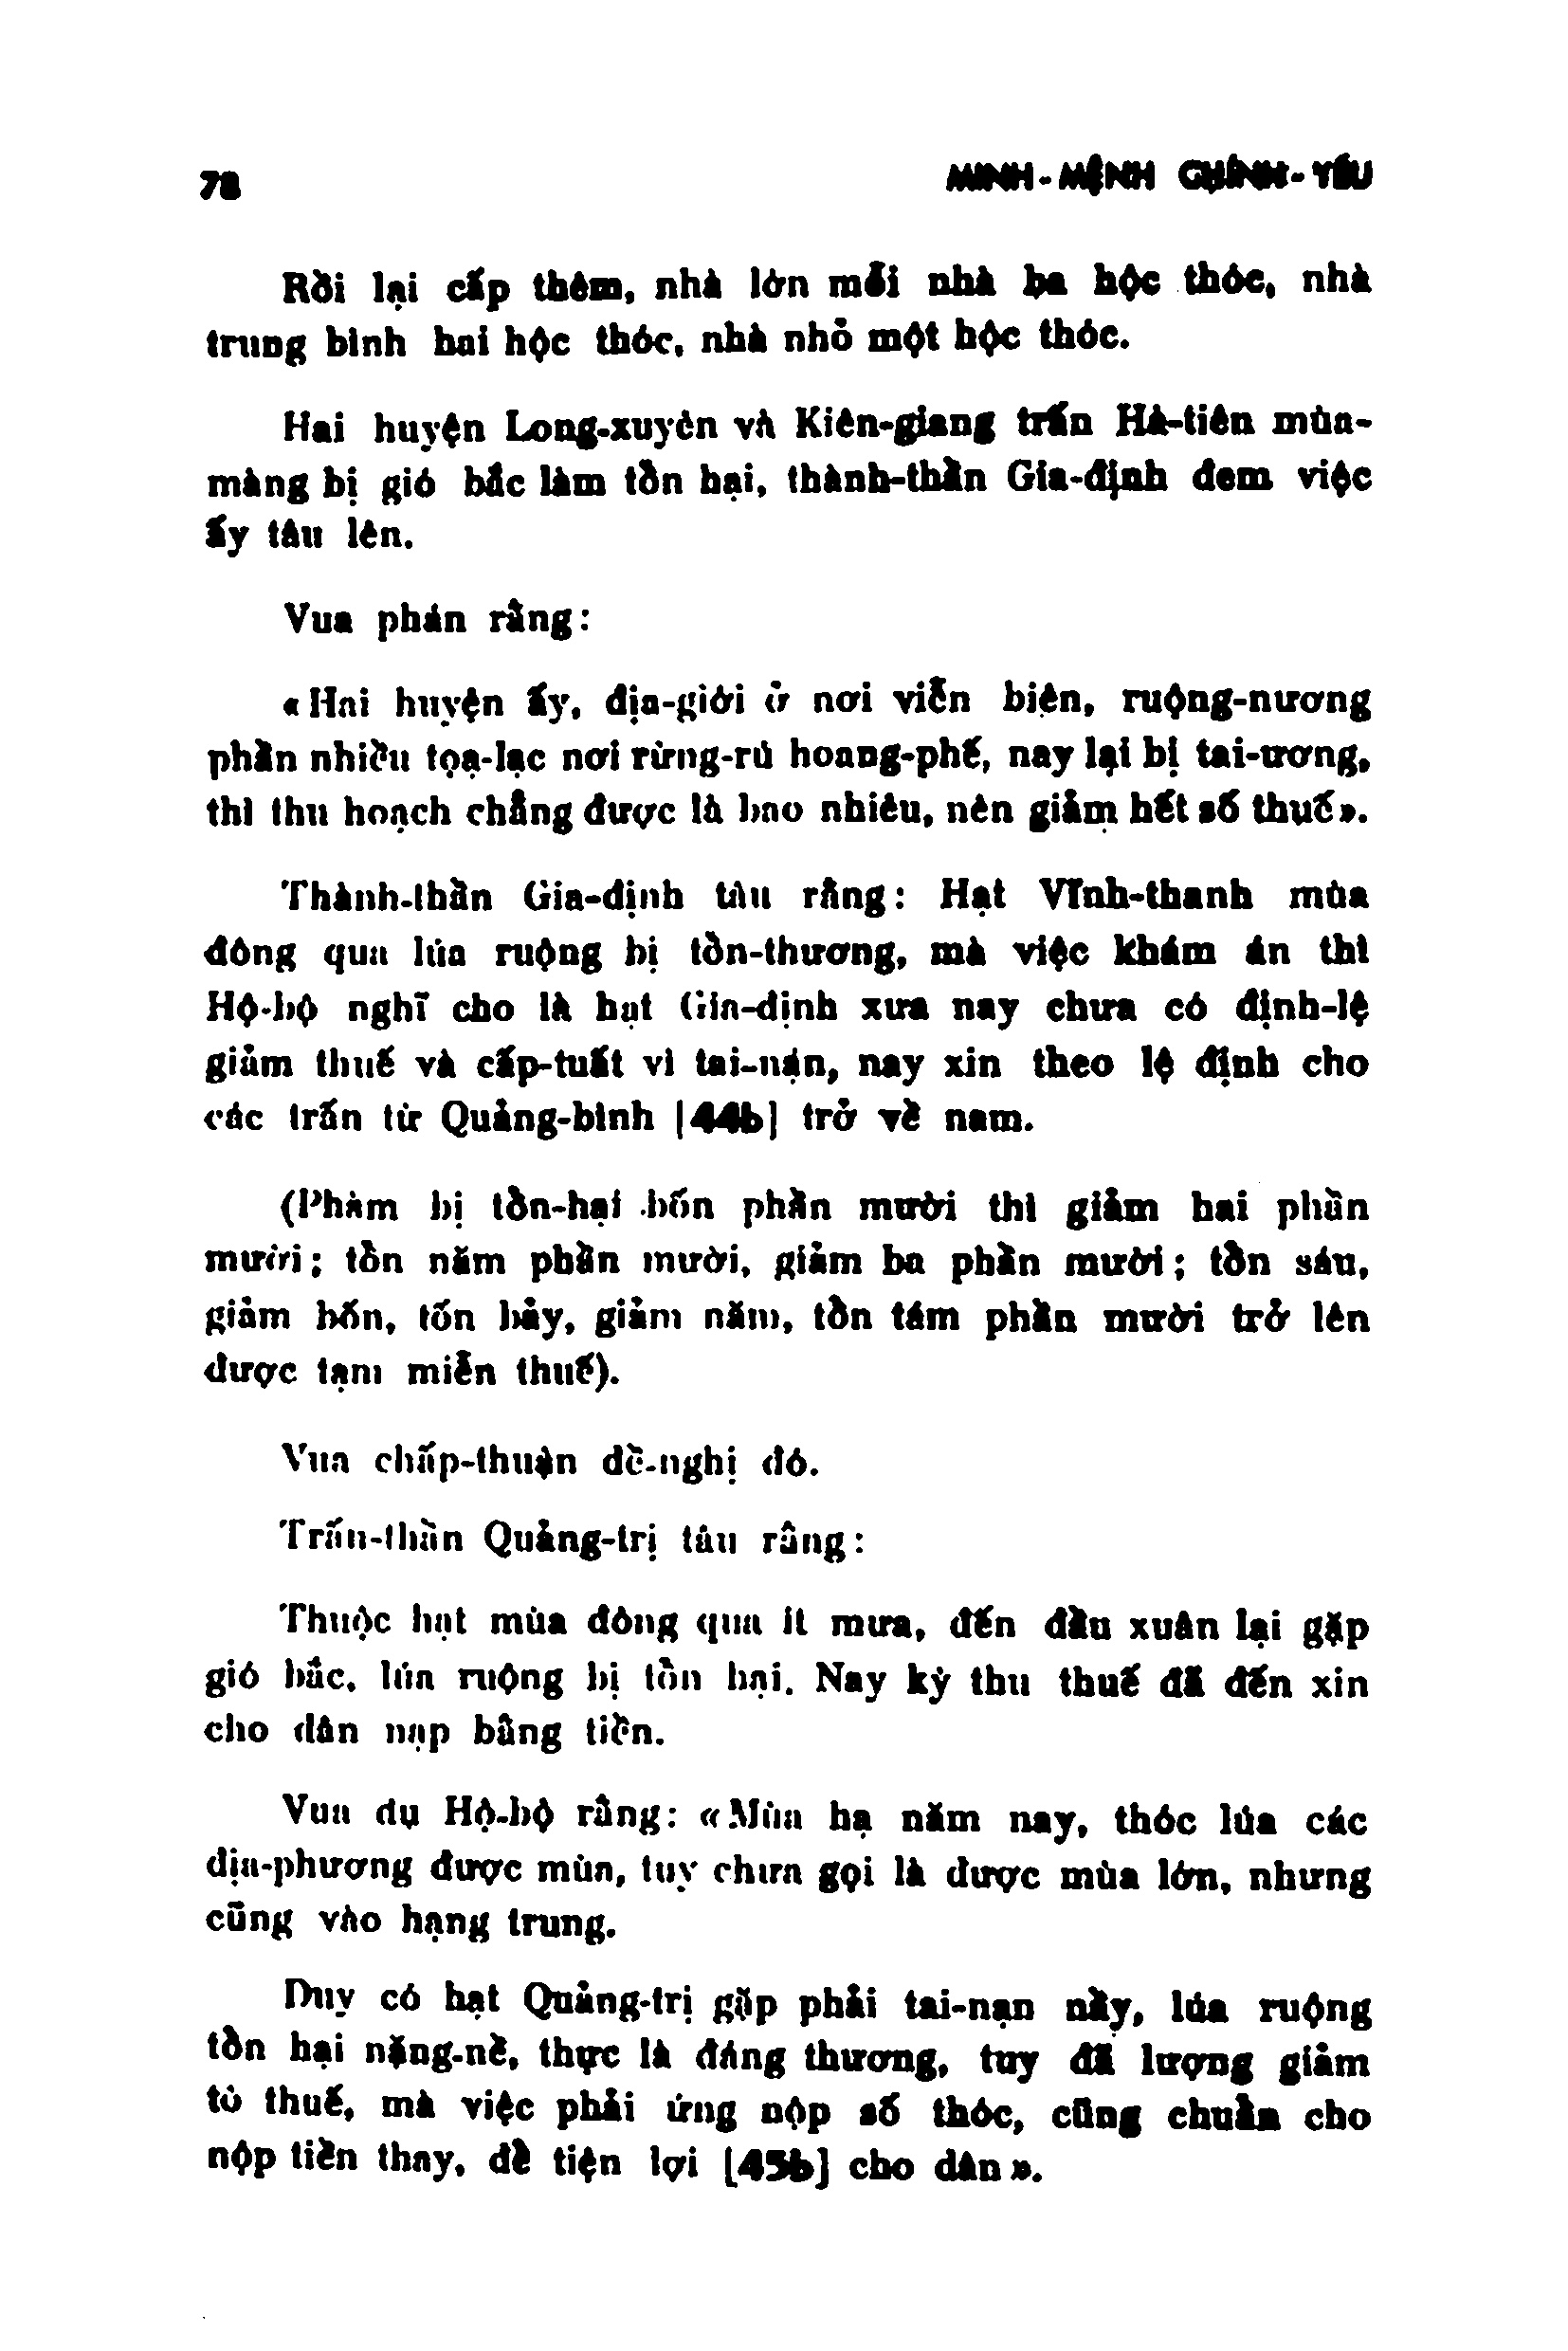 78
MINH-MỆNH CHÍNH-YẾU
Rồi lại cấp thêm, nhà lớn mỗi nhà ba hộc thóc, nhà
trung bình hai hộc thóc, nhà nhỏ một hộc thóc.
Hai huyện Long-xuyên và Kiên-giang trấn Hà-tiên mùa-
màng bị gió bấc làm tổn hại, thành-thần Gia-định đem việc
ấy tâu lên.
Vua phán rằng:
«Hai huyện ấy, địa-giới ở nơi viễn biên, ruộng-nương
phần nhiều tọa-lạc nơi rừng-rú hoang-phế, nay lại bị tai-ương,
thì thu hoạch chẳng được là bao nhiêu, nên giảm hết số thuế».
Thành-thần Gia-định tâu rằng: Hạt Vĩnh-thanh mùa
đông qua lúa ruộng bị tổn-thương, mà việc khám án thì
Hộ-bộ nghĩ cho là hạt Gia-định xưa nay chưa có định-lệ
giảm thuế và cấp-tuất vì tai-nạn, nay xin theo lệ định cho
các trấn từ Quảng-bình [44b] trở về nam.
(Phàm bị tổn-hại bốn phần mười thì giảm hai phần
mười; tổn năm phần mười, giảm ba phần mười; tổn sáu,
giảm bốn, tổn bảy, giảm năm, tổn tám phần mười trở lên
được tạm miễn thuế).
Vua chấp-thuận đề-nghị đó.
Trấn-thần Quảng-trị tâu rằng:
Thuộc hạt mùa đông qua ít mưa, đến đầu xuân lại gặp
gió bấc, lúa ruộng bị tổn hại. Nay kỳ thu thuế đã đến xin
cho dân nạp bằng tiền.
Vua dụ Hộ-bộ rằng: «Mùa hạ năm nay, thóc lúa các
địa-phương được mùa, tuy chưa gọi là được mùa lớn, nhưng
cũng vào hạng trung.
Duy có hạt Quảng-trị gặp phải tai-nạn nầy, lúa ruộng
tổn hại nặng-nề, thực là đáng thương, tuy đã lượng giảm
tô thuế, mà việc phải ứng nộp số thóc, cũng chuẩn cho
nộp tiền thay, để tiện lợi [45b] cho dân».